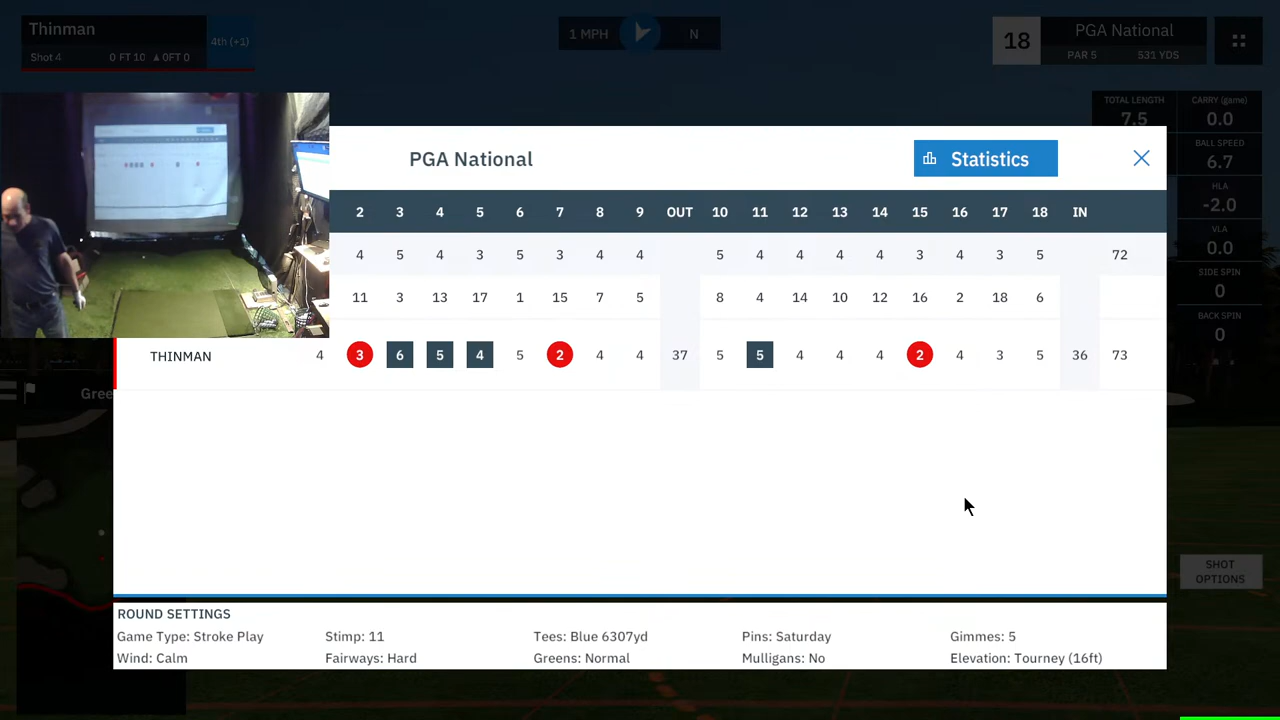 Thinman
4th (+1)
Shot 4 0 FT 10 ▲0FT 0
1 MPH N
18 PGA National
PAR 5 531 YDS
TOTAL LENGTH CARRY (game)
7.5 0.0
BALL SPEED
6.7
HLA
-2.0
VLA
0.0
SIDE SPIN
0
BACK SPIN
0
PGA National Statistics
2 3 4 5 6 7 8 9 OUT 10 11 12 13 14 15 16 17 18 IN
4 5 4 3 5 3 4 4 5 4 4 4 4 3 4 3 5 72
11 3 13 17 1 15 7 5 8 4 14 10 12 16 2 18 6
THINMAN 4 3 6 5 4 5 2 4 4 37 5 5 4 4 4 2 4 3 5 36 73
Gree
SHOT
OPTIONS
ROUND SETTINGS
Game Type: Stroke Play Stimp: 11 Tees: Blue 6307yd Pins: Saturday Gimmes: 5
Wind: Calm Fairways: Hard Greens: Normal Mulligans: No Elevation: Tourney (16ft)